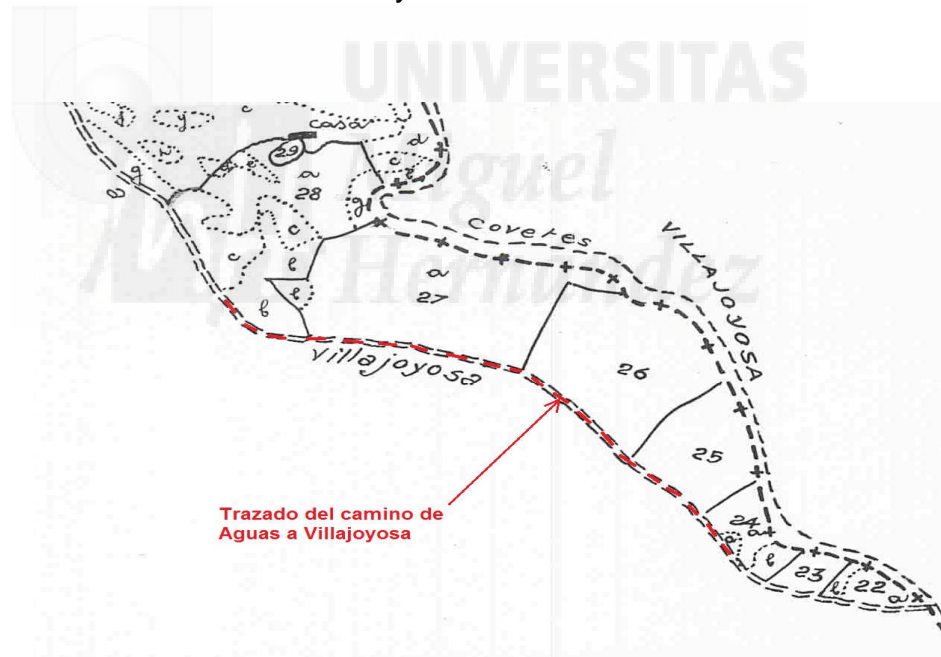 UNIVERSITAS
Miguel
Hernández
casa
29
a
28
c
d
y
c
c
c
g
b
b
b
Covetes
VILLAJOYOSA
a
27
Villajoyosa
26
25
24
a
a
b
23
b
22
a
Trazado del camino de
Aguas a Villajoyosa